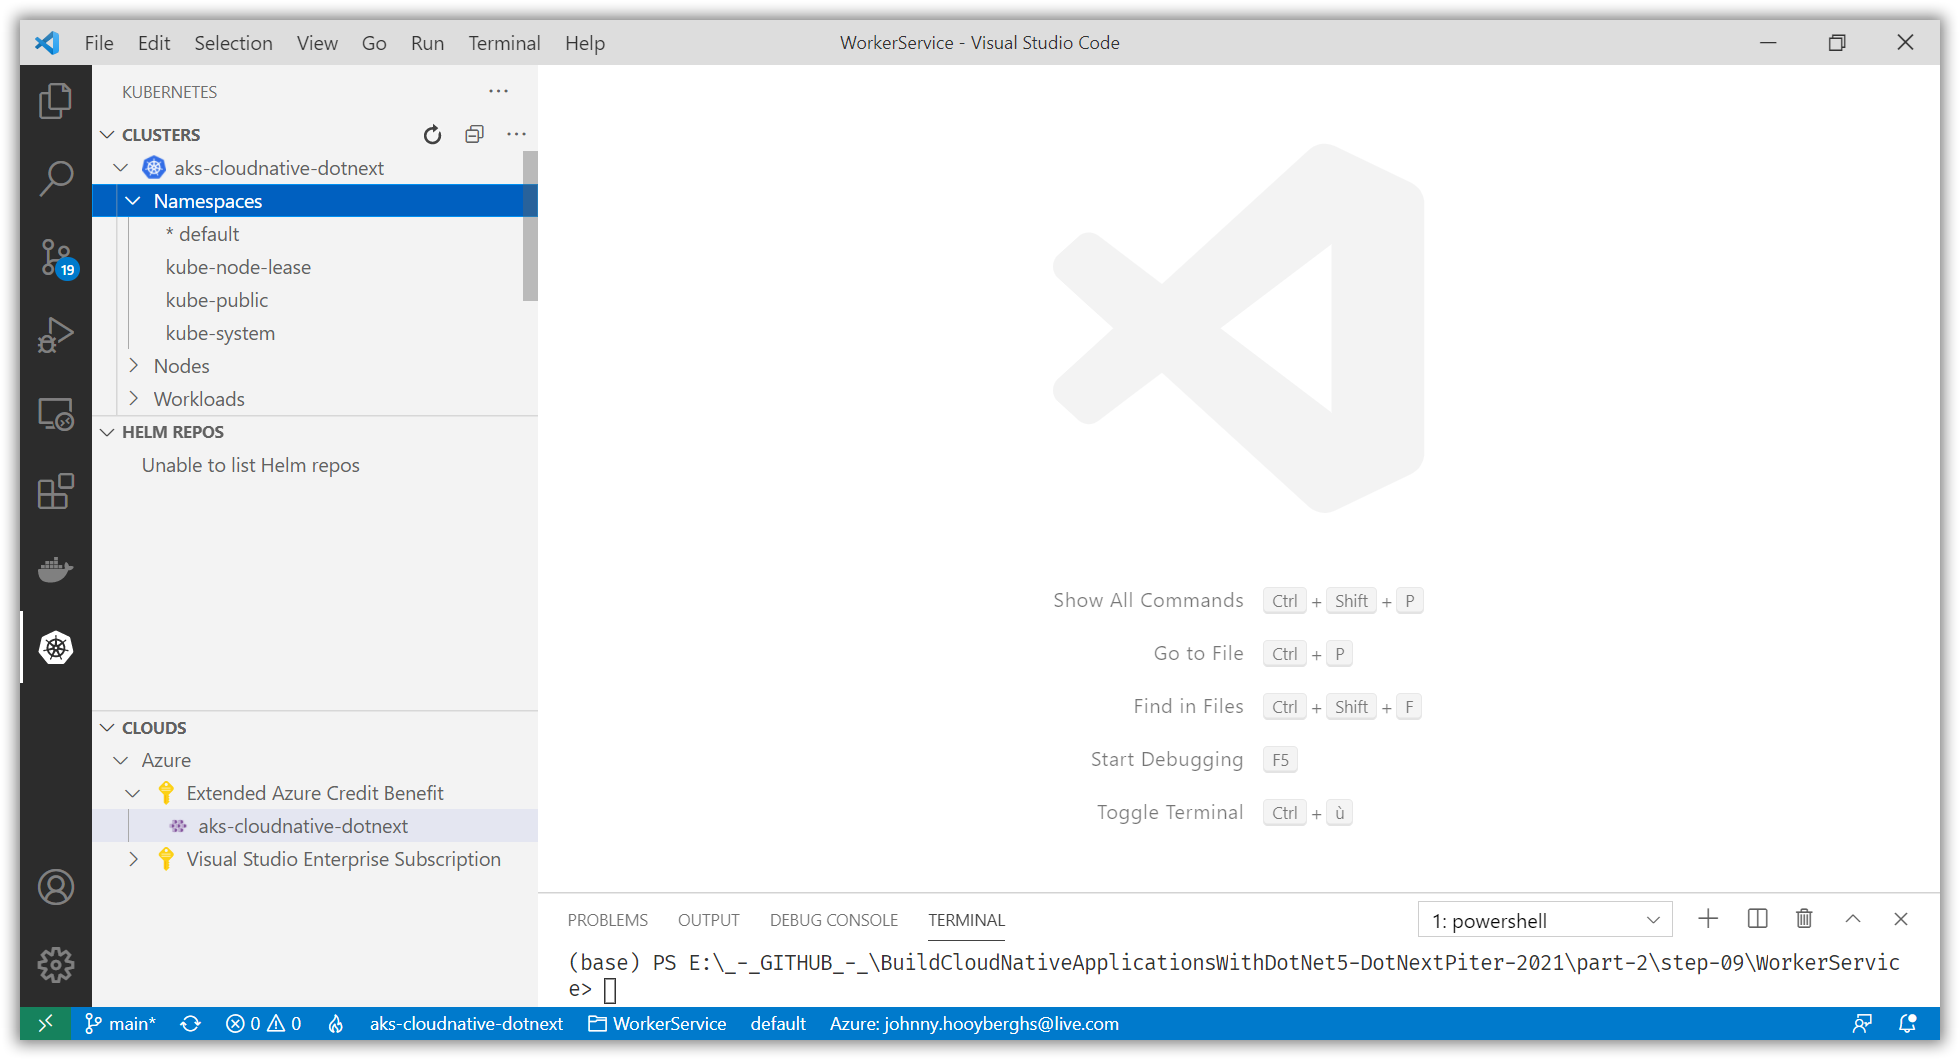 File Edit Selection View Go Run Terminal Help
WorkerService - Visual Studio Code
KUBERNETES
CLUSTERS
aks-cloudnative-dotnext
Namespaces
* default
kube-node-lease
kube-public
kube-system
Nodes
Workloads
HELM REPOS
Unable to list Helm repos
CLOUDS
Azure
Extended Azure Credit Benefit
aks-cloudnative-dotnext
Visual Studio Enterprise Subscription
19
Show All Commands Ctrl + Shift + P
Go to File Ctrl + P
Find in Files Ctrl + Shift + F
Start Debugging F5
Toggle Terminal Ctrl + ù
PROBLEMS OUTPUT DEBUG CONSOLE TERMINAL 1: powershell
(base) PS E:\_-_GITHUB_-_\BuildCloudNativeApplicationsWithDotNet5-DotNextPiter-2021\part-2\step-09\WorkerServic
e>
main* 0 0 aks-cloudnative-dotnext WorkerService default Azure: johnny.hooyberghs@live.com